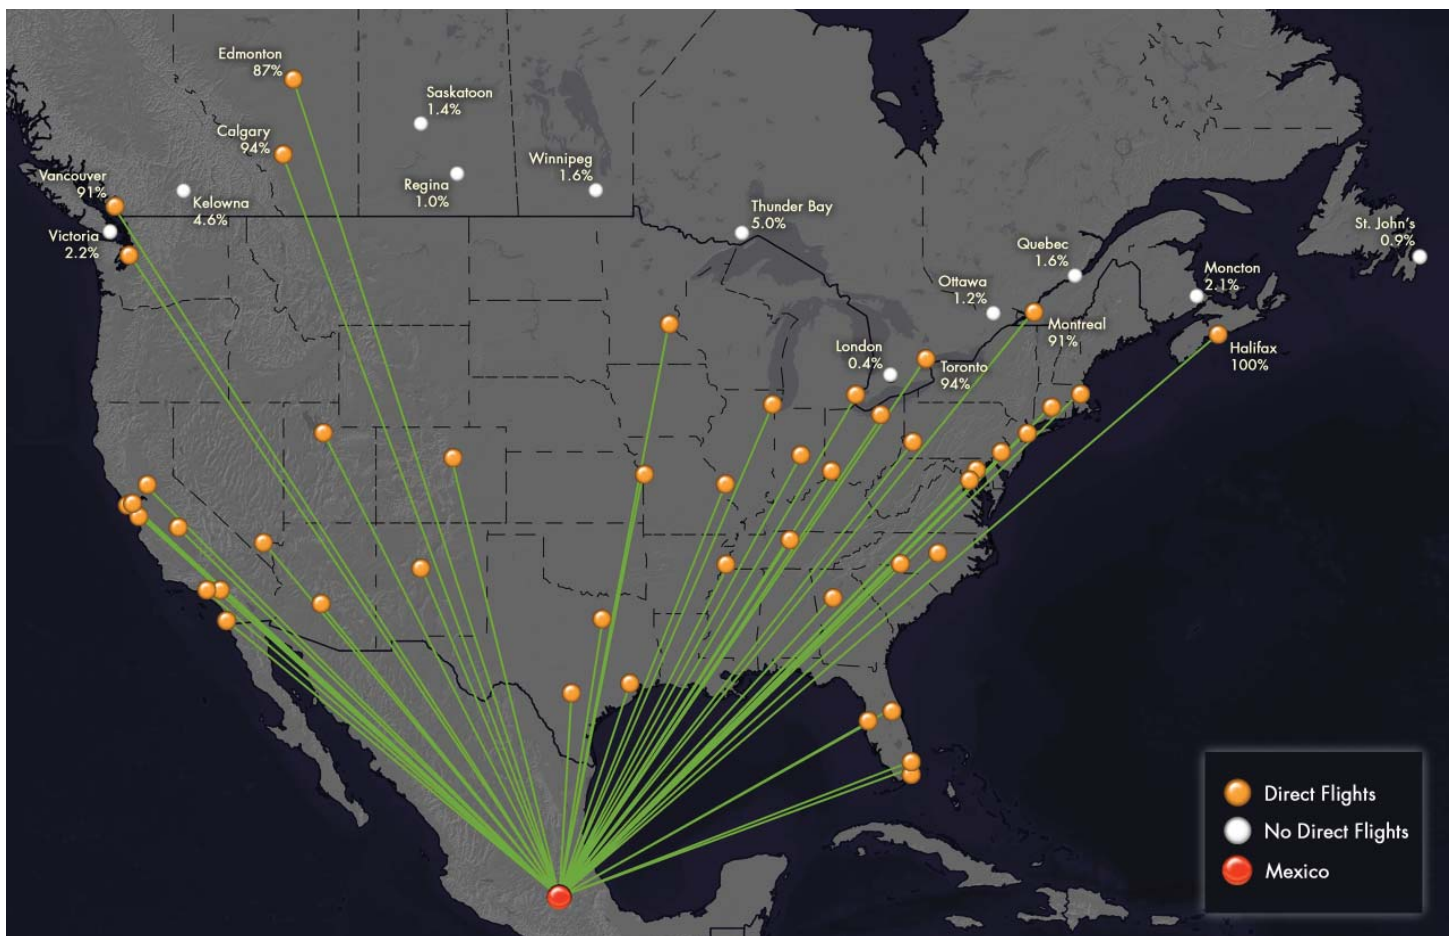 Edmonton
87%
Saskatoon
1.4%
Calgary
94%
Winnipeg
1.6%
Vancouver
91%
Regina
1.0%
Kelowna
4.6%
Thunder Bay
5.0%
Victoria
2.2%
St. John's
0.9%
Quebec
1.6%
Moncton
2.1%
Ottawa
1.2%
Montreal
91%
London
0.4%
Toronto
94%
Halifax
100%
Direct Flights
No Direct Flights
Mexico